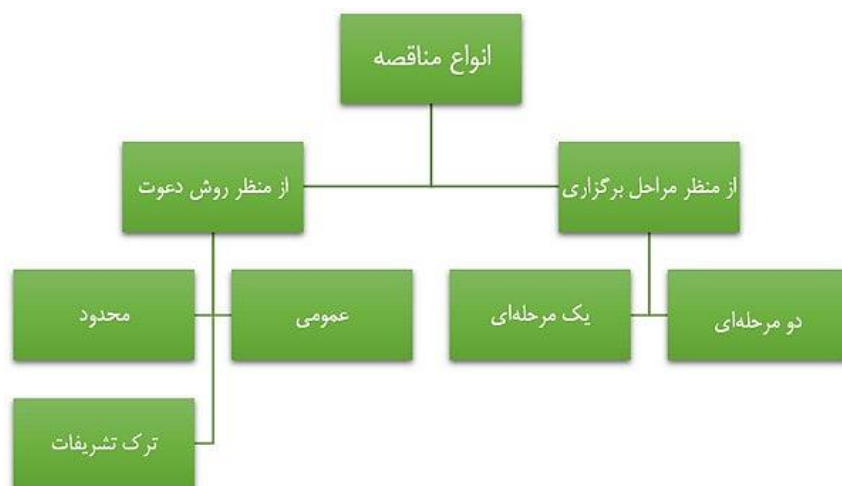 انواع مناقصه
از منظر مراحل برگزاری
از منظر روش دعوت
دو مرحله‌ای
یک مرحله‌ای
عمومی
محدود
ترک تشریفات